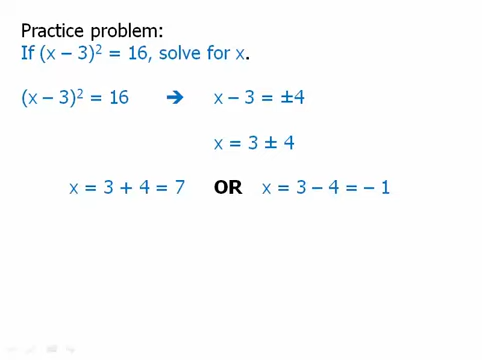 Practice problem:
If (x – 3)² = 16, solve for x.
(x – 3)² = 16 ➔ x – 3 = ±4
x = 3 ± 4
x = 3 + 4 = 7 OR x = 3 – 4 = – 1